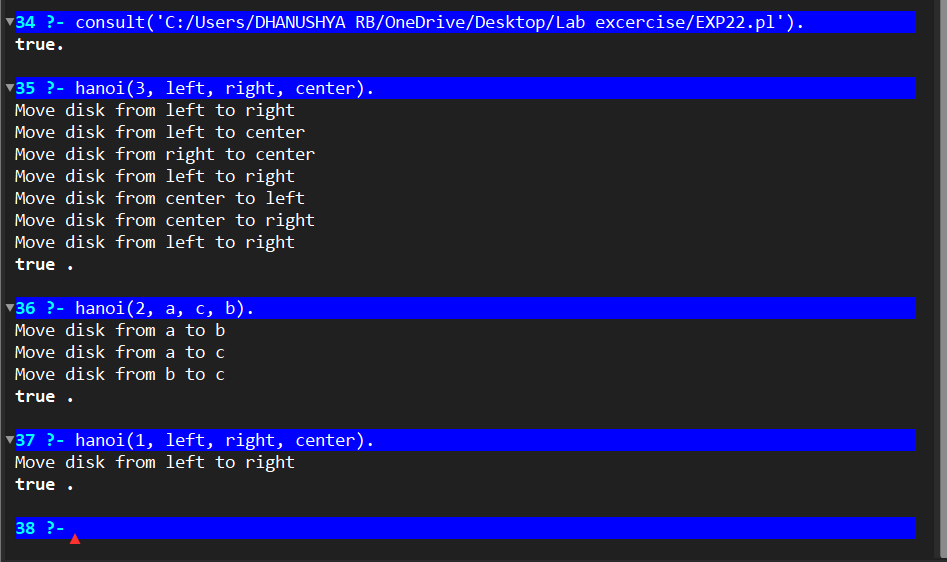 34 ?- consult('C:/Users/DHANUSHYA RB/OneDrive/Desktop/Lab excercise/EXP22.pl').
true.
35 ?- hanoi(3, left, right, center).
Move disk from left to right
Move disk from left to center
Move disk from right to center
Move disk from left to right
Move disk from center to left
Move disk from center to right
Move disk from left to right
true .
36 ?- hanoi(2, a, c, b).
Move disk from a to b
Move disk from a to c
Move disk from b to c
true .
37 ?- hanoi(1, left, right, center).
Move disk from left to right
true .
38 ?-